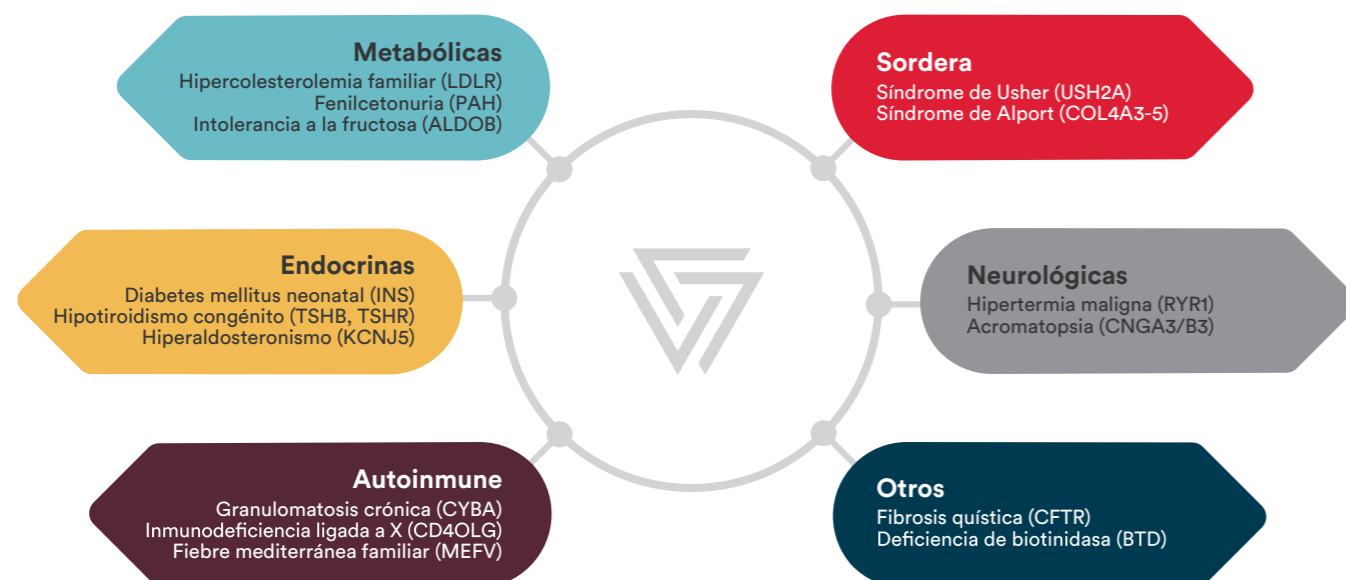 Metabólicas
Hipercolesterolemia familiar (LDLR)
Fenilcetonuria (PAH)
Intolerancia a la fructosa (ALDOB)
Sordera
Síndrome de Usher (USH2A)
Síndrome de Alport (COL4A3-5)
Endocrinas
Diabetes mellitus neonatal (INS)
Hipotiroidismo congénito (TSHB, TSHR)
Hiperaldosteronismo (KCNJ5)
Neurológicas
Hipertermia maligna (RYR1)
Acromatopsia (CNGA3/B3)
Autoinmune
Granulomatosis crónica (CYBA)
Inmunodeficiencia ligada a X (CD4OLG)
Fiebre mediterránea familiar (MEFV)
Otros
Fibrosis quística (CFTR)
Deficiencia de biotinidasa (BTD)